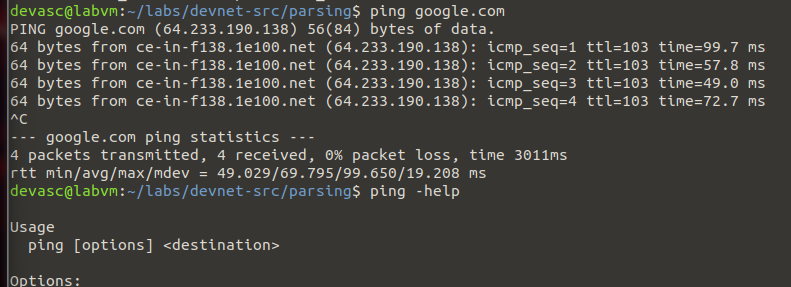 devasc@labvm:~/labs/devnet-src/parsing$ ping google.com
PING google.com (64.233.190.138) 56(84) bytes of data.
64 bytes from ce-in-f138.1e100.net (64.233.190.138): icmp_seq=1 ttl=103 time=99.7 ms
64 bytes from ce-in-f138.1e100.net (64.233.190.138): icmp_seq=2 ttl=103 time=57.8 ms
64 bytes from ce-in-f138.1e100.net (64.233.190.138): icmp_seq=3 ttl=103 time=49.0 ms
64 bytes from ce-in-f138.1e100.net (64.233.190.138): icmp_seq=4 ttl=103 time=72.7 ms
^C
--- google.com ping statistics ---
4 packets transmitted, 4 received, 0% packet loss, time 3011ms
rtt min/avg/max/mdev = 49.029/69.795/99.650/19.208 ms
devasc@labvm:~/labs/devnet-src/parsing$ ping -help
Usage
  ping [options] <destination>
Options: